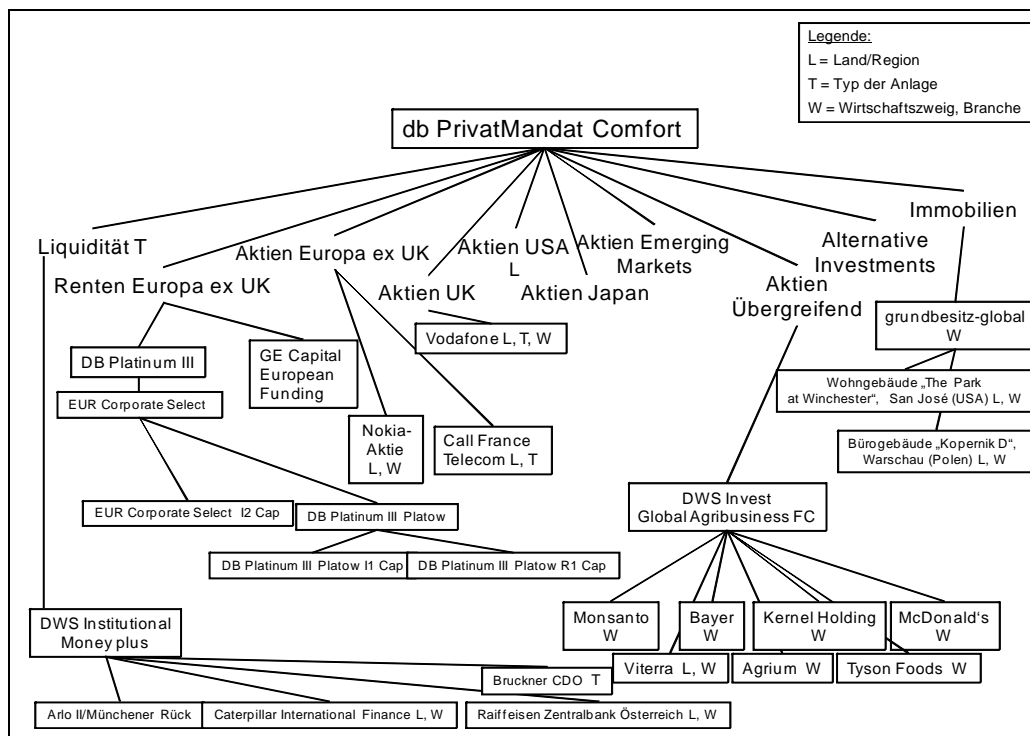 Legende:
L = Land/Region
T = Typ der Anlage
W = Wirtschaftszweig, Branche
db PrivatMandat Comfort
Immobilien
Liquidität T
Aktien Europa ex UK
Aktien USA
L
Aktien Emerging
Markets
Alternative
Investments
Renten Europa ex UK
Aktien UK
Aktien Japan
Aktien
Übergreifend
grundbesitz-global
W
Vodafone L, T, W
DB Platinum III
GE Capital
European
Funding
Wohngebäude „The Park
at Winchester“, San José (USA) L, W
EUR Corporate Select
Nokia-
Aktie
L, W
Call France
Telecom L, T
Bürogebäude „Kopernik D“,
Warschau (Polen) L, W
EUR Corporate Select I2 Cap
DB Platinum III Platow
DWS Invest
Global Agribusiness FC
DB Platinum III Platow I1 Cap
DB Platinum III Platow R1 Cap
Monsanto
W
Bayer
W
Kernel Holding
W
McDonald‘s
W
DWS Institutional
Money plus
Viterra L, W
Agrium W
Tyson Foods W
Bruckner CDO T
Arlo II/Münchener Rück
Caterpillar International Finance L, W
Raiffeisen Zentralbank Österreich L, W